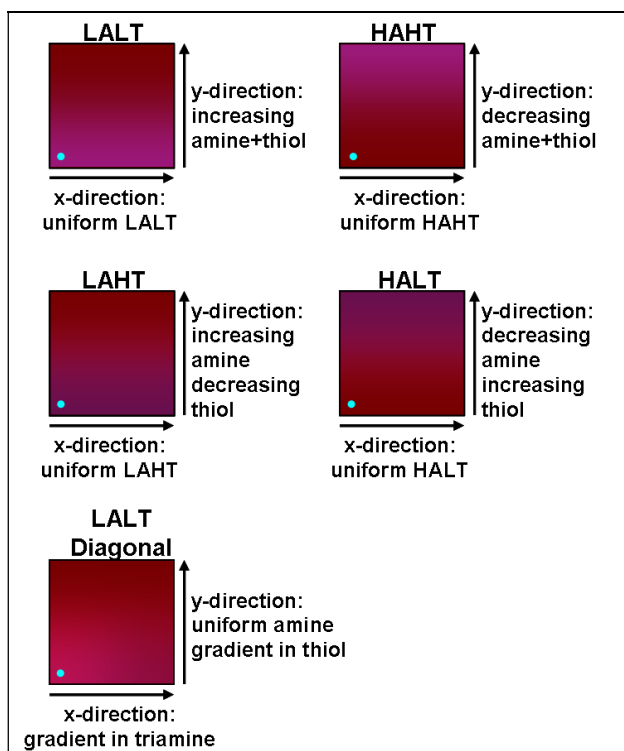 LALT
y-direction:
increasing
amine+thiol
x-direction:
uniform LALT
HAHT
y-direction:
decreasing
amine+thiol
x-direction:
uniform HAHT
LAHT
y-direction:
increasing
amine
decreasing
thiol
x-direction:
uniform LAHT
HALT
y-direction:
decreasing
amine
increasing
thiol
x-direction:
uniform HALT
LALT
Diagonal
y-direction:
uniform amine
gradient in thiol
x-direction:
gradient in triamine